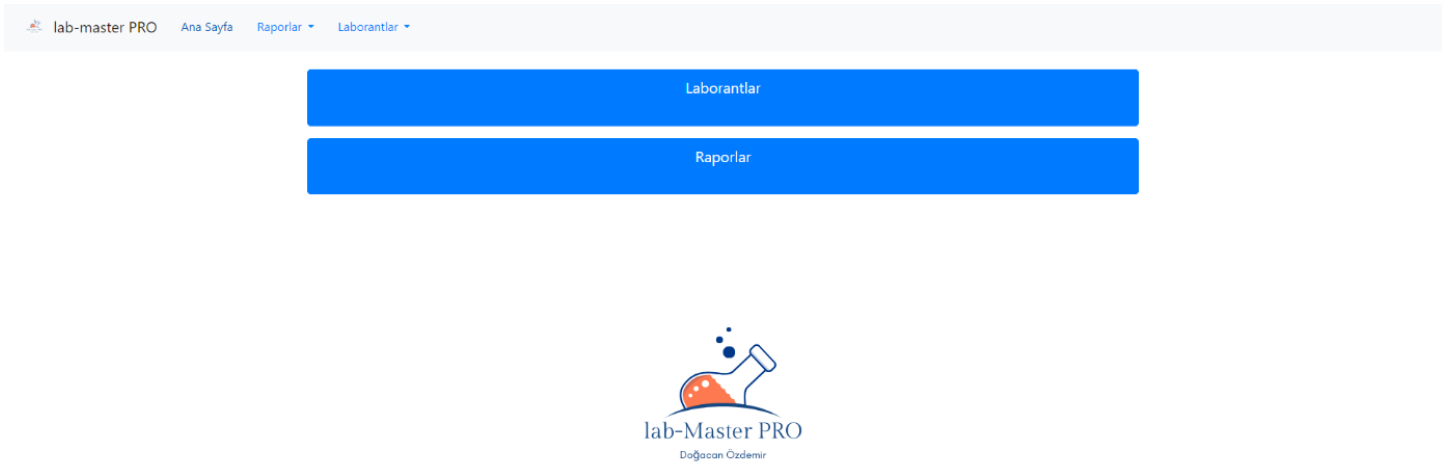 lab-master PRO Ana Sayfa Raporlar Laborantlar
Laborantlar
Raporlar
lab-Master PRO
Doğacan Özdemir